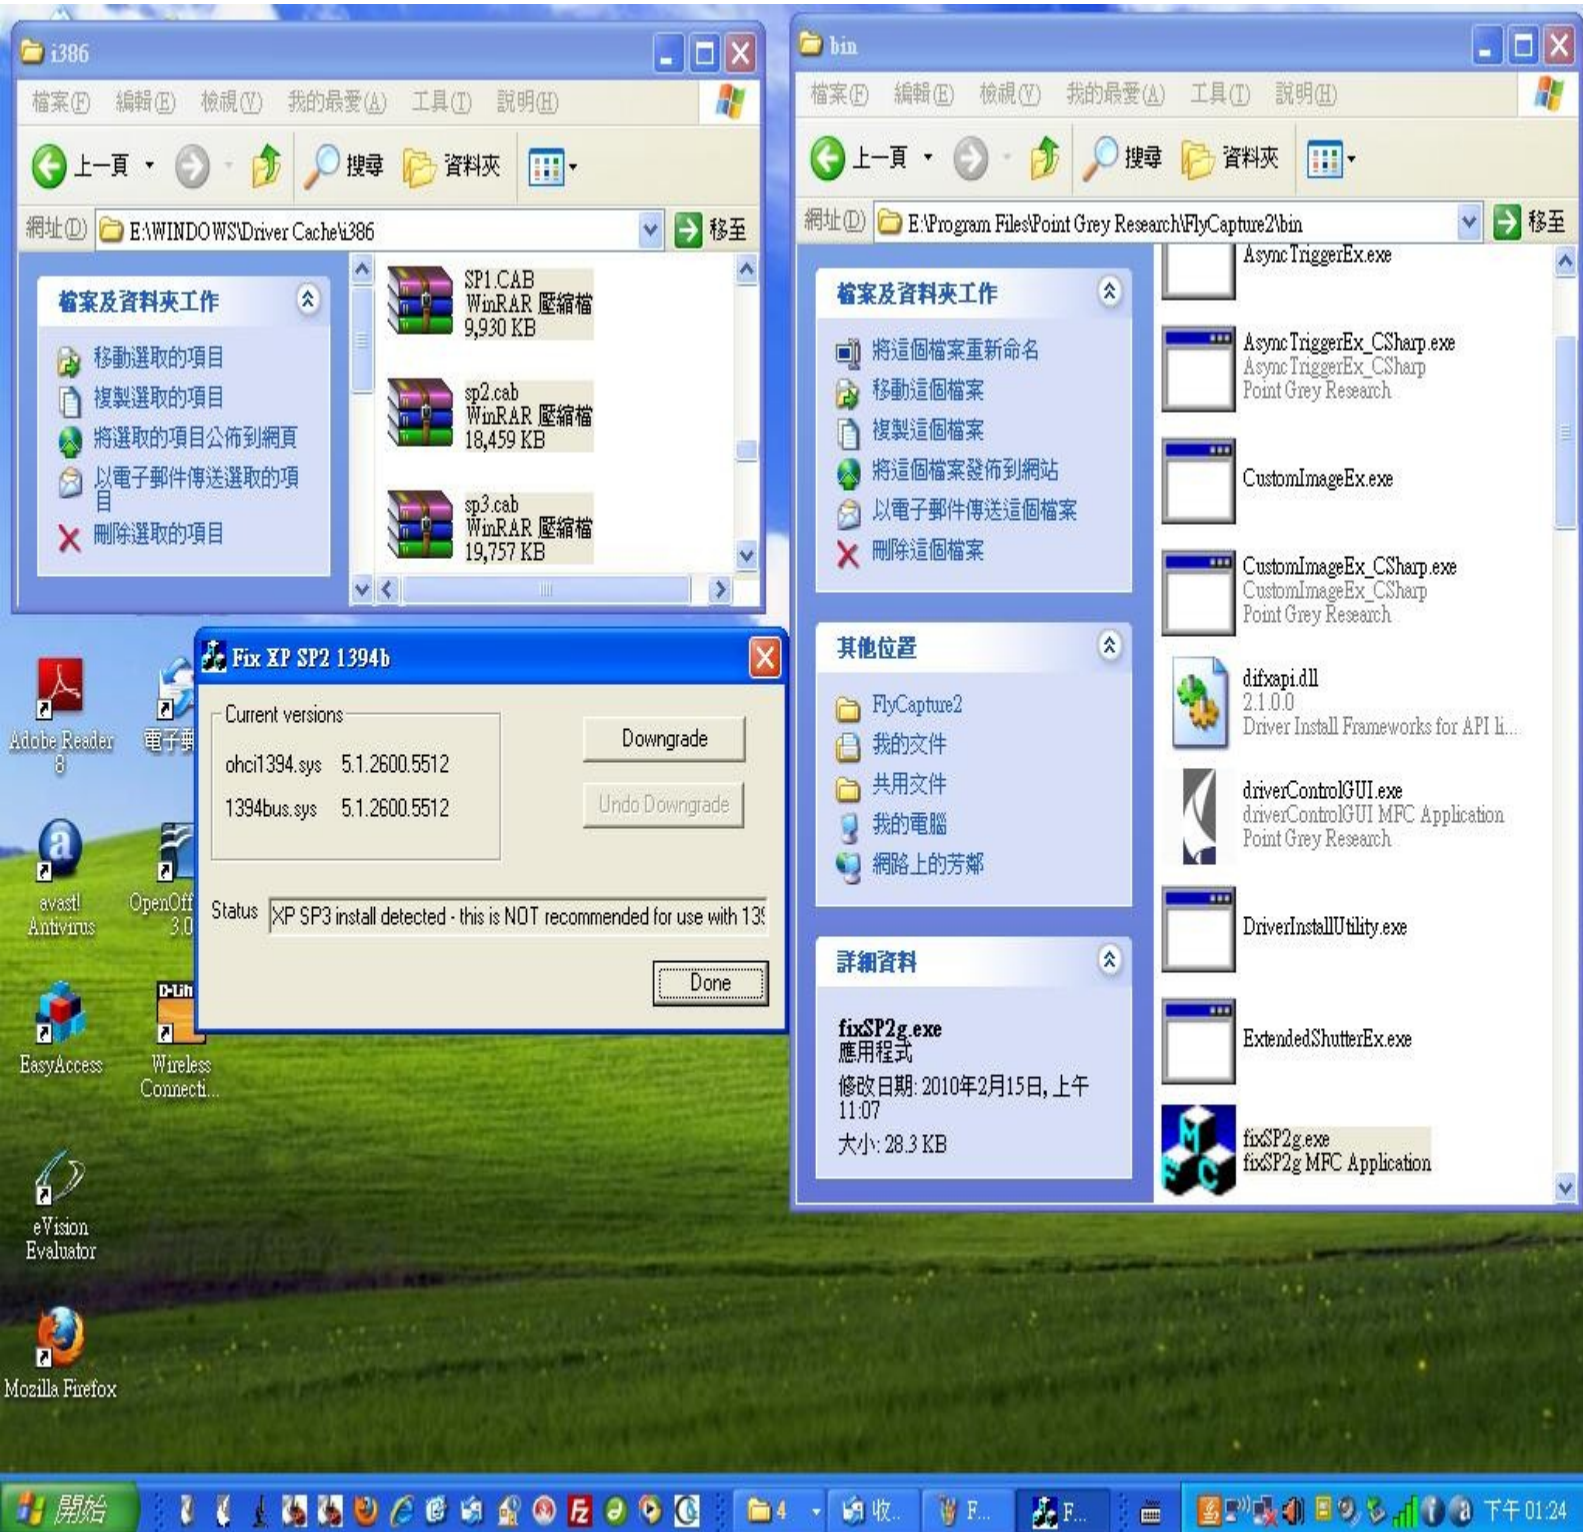 i386
檔案(F) 編輯(E) 檢視(V) 我的最愛(A) 工具(T) 說明(H)
上一頁 搜尋 資料夾
網址(D) E:\WINDOWS\Driver Cache\i386 移至
檔案及資料夾工作
移動選取的項目
複製選取的項目
將選取的項目公佈到網頁
以電子郵件傳送選取的項
目
刪除選取的項目
SP1.CAB
WinRAR 壓縮檔
9,930 KB
sp2.cab
WinRAR 壓縮檔
18,459 KB
sp3.cab
WinRAR 壓縮檔
19,757 KB
bin
檔案(F) 編輯(E) 檢視(V) 我的最愛(A) 工具(T) 說明(H)
上一頁 搜尋 資料夾
網址(D) E:\Program Files\Point Grey Research\FlyCapture2\bin 移至
檔案及資料夾工作
將這個檔案重新命名
移動這個檔案
複製這個檔案
將這個檔案發佈到網站
以電子郵件傳送這個檔案
刪除這個檔案
其他位置
FlyCapture2
我的文件
共用文件
我的電腦
網路上的芳鄰
詳細資料
fixSP2g.exe
應用程式
修改日期: 2010年2月15日, 上午
11:07
大小: 28.3 KB
AsyncTriggerEx.exe
AsyncTriggerEx_CSharp.exe
AsyncTriggerEx_CSharp
Point Grey Research
CustomImageEx.exe
CustomImageEx_CSharp.exe
CustomImageEx_CSharp
Point Grey Research
difxapi.dll
2.1.0.0
Driver Install Frameworks for API li...
driverControlGUI.exe
driverControlGUI MFC Application
Point Grey Research
DriverInstallUtility.exe
ExtendedShutterEx.exe
MFC
fixSP2g.exe
fixSP2g MFC Application
Fix XP SP2 1394b
Current versions
ohci1394.sys 5.1.2600.5512
1394bus.sys 5.1.2600.5512
Downgrade
Undo Downgrade
Status XP SP3 install detected - this is NOT recommended for use with 139
Done
Adobe Reader
8
電子郵
avast!
Antivirus
OpenOff
3.0
EasyAccess
D-Lin
Wireless
Connecti...
eVision
Evaluator
Mozilla Firefox
開始 4 收... F... F... 下午 01:24